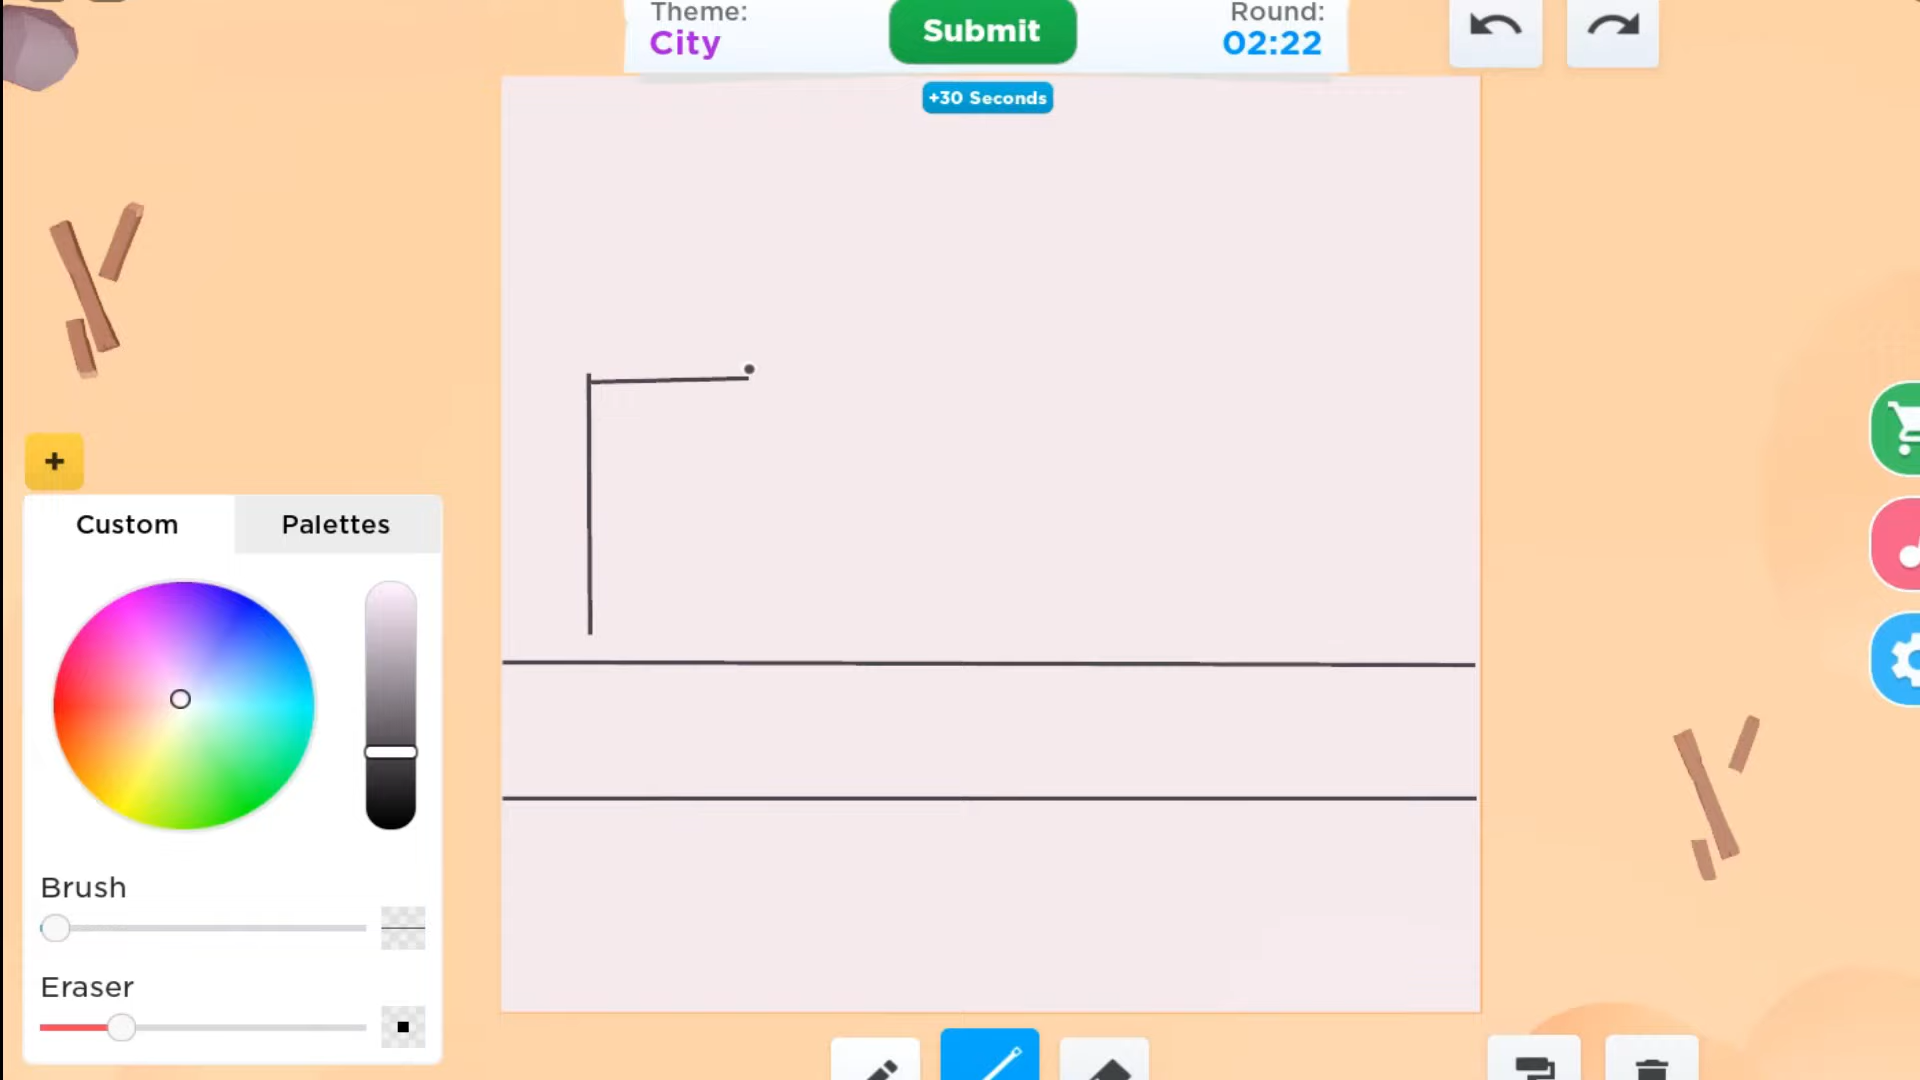 Theme:
City
Submit
Round:
02:22
+30 Seconds
+
Custom
Palettes
Brush
Eraser